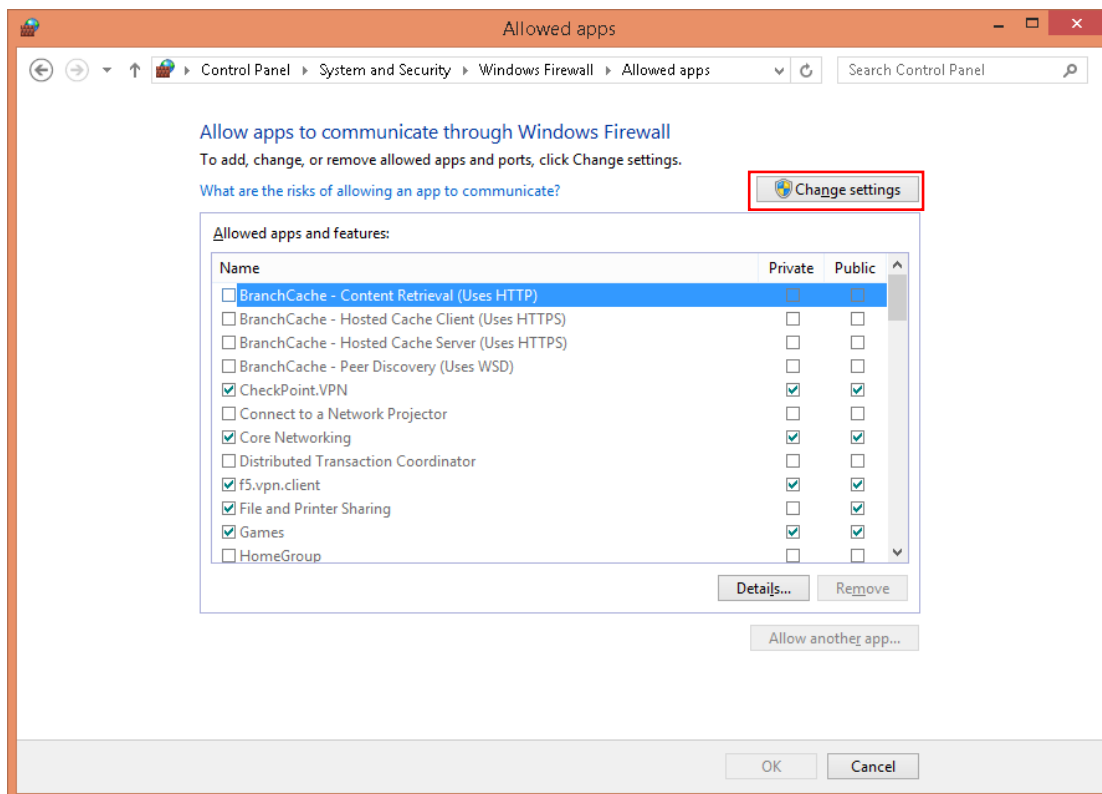 Allowed apps
Control Panel System and Security Windows Firewall Allowed apps
Search Control Panel
Allow apps to communicate through Windows Firewall
To add, change, or remove allowed apps and ports, click Change settings.
What are the risks of allowing an app to communicate?
Change settings
Allowed apps and features:
Name Private Public
BranchCache - Content Retrieval (Uses HTTP)
BranchCache - Hosted Cache Client (Uses HTTPS)
BranchCache - Hosted Cache Server (Uses HTTPS)
BranchCache - Peer Discovery (Uses WSD)
CheckPoint.VPN
Connect to a Network Projector
Core Networking
Distributed Transaction Coordinator
f5.vpn.client
File and Printer Sharing
Games
HomeGroup
Details... Remove
Allow another app...
OK Cancel